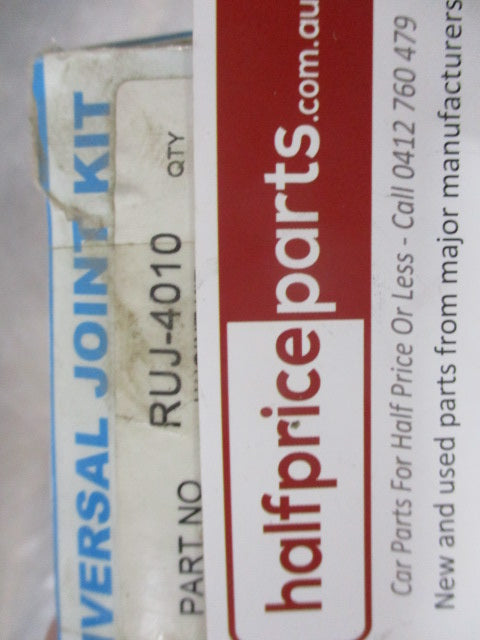 IVERSAL JOINT KIT
PART NO RUJ-4010 QTY
halfpriceparts.com.au
Car Parts For Half Price Or Less - Call 0412 760 479
New and used parts from major manufacturers